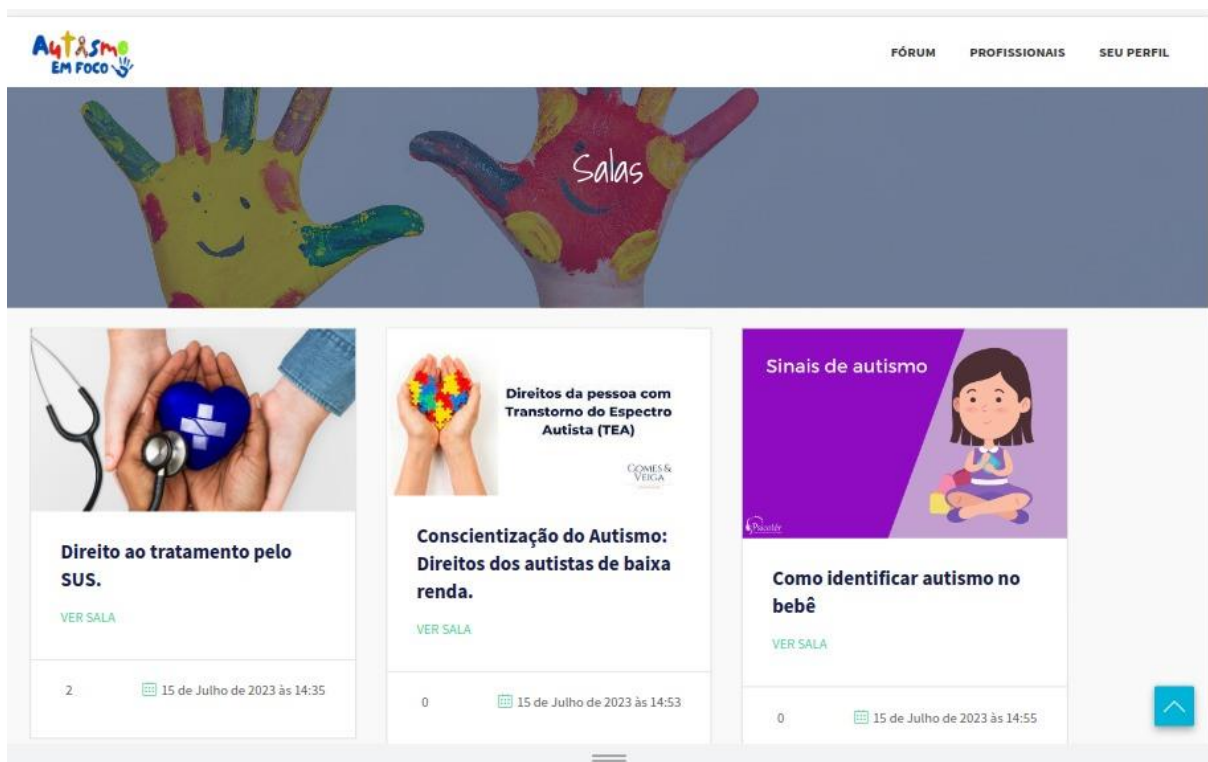 Autismo
EM FOCO
FÓRUM PROFISSIONAIS SEU PERFIL
Salas
Direito ao tratamento pelo
SUS.
VER SALA
2 15 de Julho de 2023 às 14:35
Direitos da pessoa com
Transtorno do Espectro
Autista (TEA)
GOMES &
VEIGA
Conscientização do Autismo:
Direitos dos autistas de baixa
renda.
VER SALA
0 15 de Julho de 2023 às 14:53
Sinais de autismo
Como identificar autismo no
bebê
VER SALA
0 15 de Julho de 2023 às 14:55